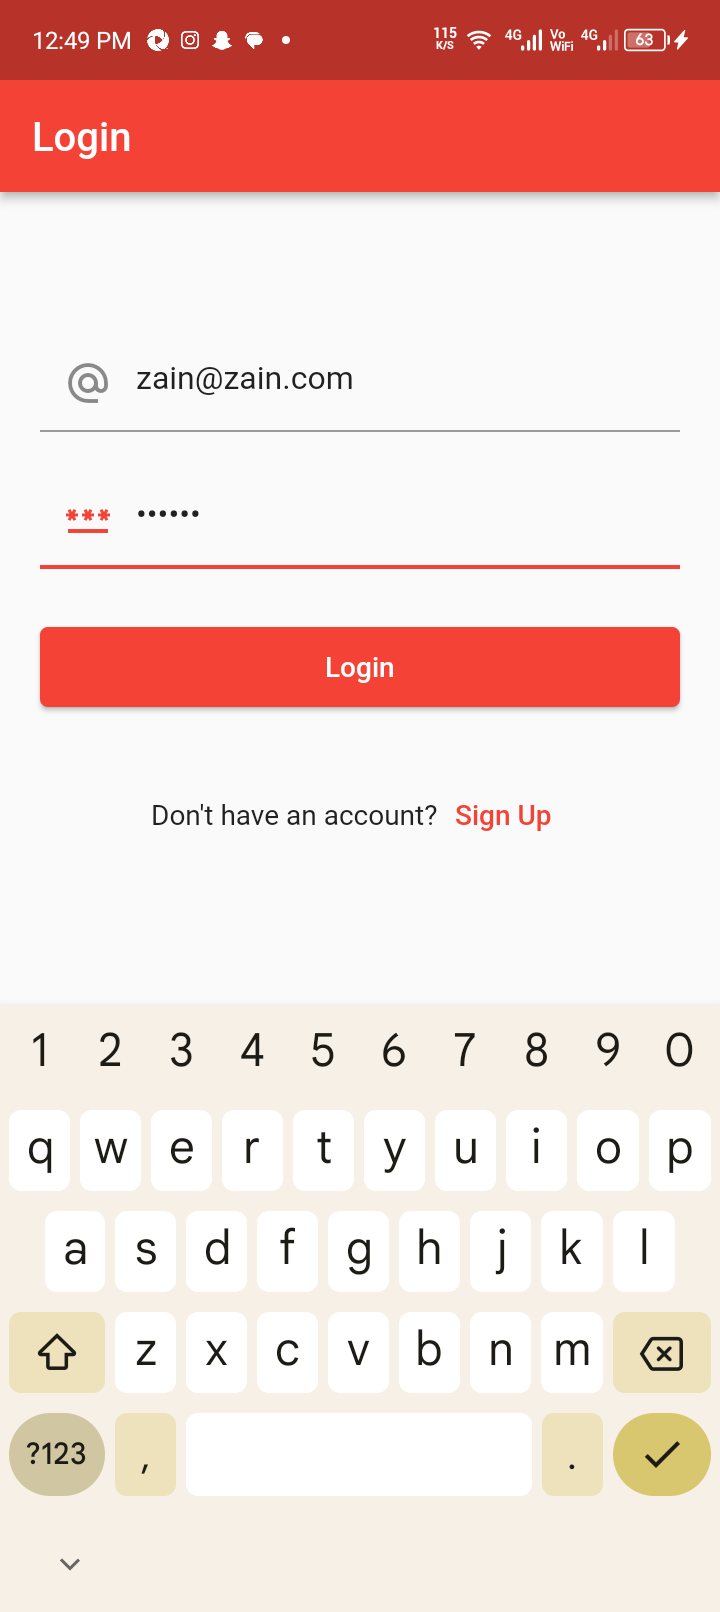 12:49 PM 115 K/S 4G Vo WiFi 4G 63
Login
zain@zain.com
*** ••••••
Login
Don't have an account? Sign Up
1 2 3 4 5 6 7 8 9 0
q w e r t y u i o p
a s d f g h j k l
z x c v b n m
?123 , .